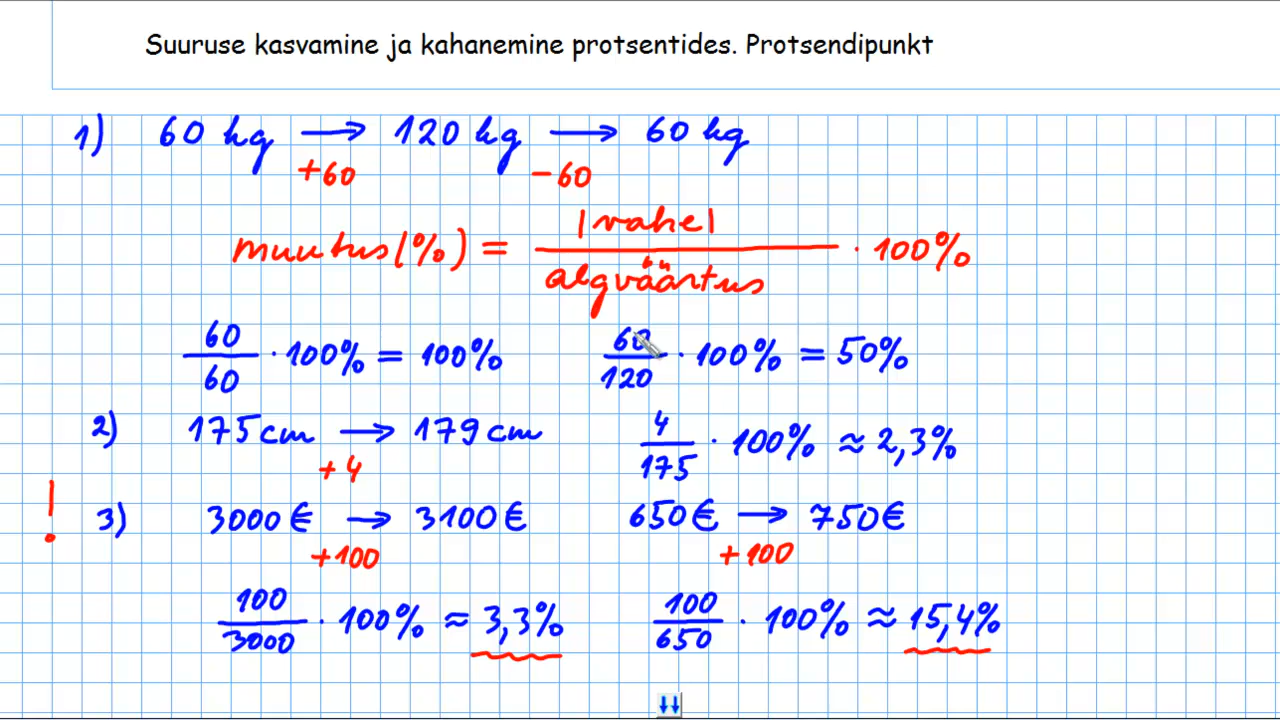 Suuruse kasvamine ja kahanemine protsentides. Protsendipunkt
1) 60 kg → 120 kg → 60 kg
+60 −60
muutus(%) = |vahe| / algväärtus · 100%
60/60 · 100% = 100% 60/120 · 100% = 50%
2) 175 cm → 179 cm 4/175 · 100% ≈ 2,3%
+4
! 3) 3000€ → 3100€ 650€ → 750€
+100 +100
100/3000 · 100% ≈ 3,3% 100/650 · 100% ≈ 15,4%